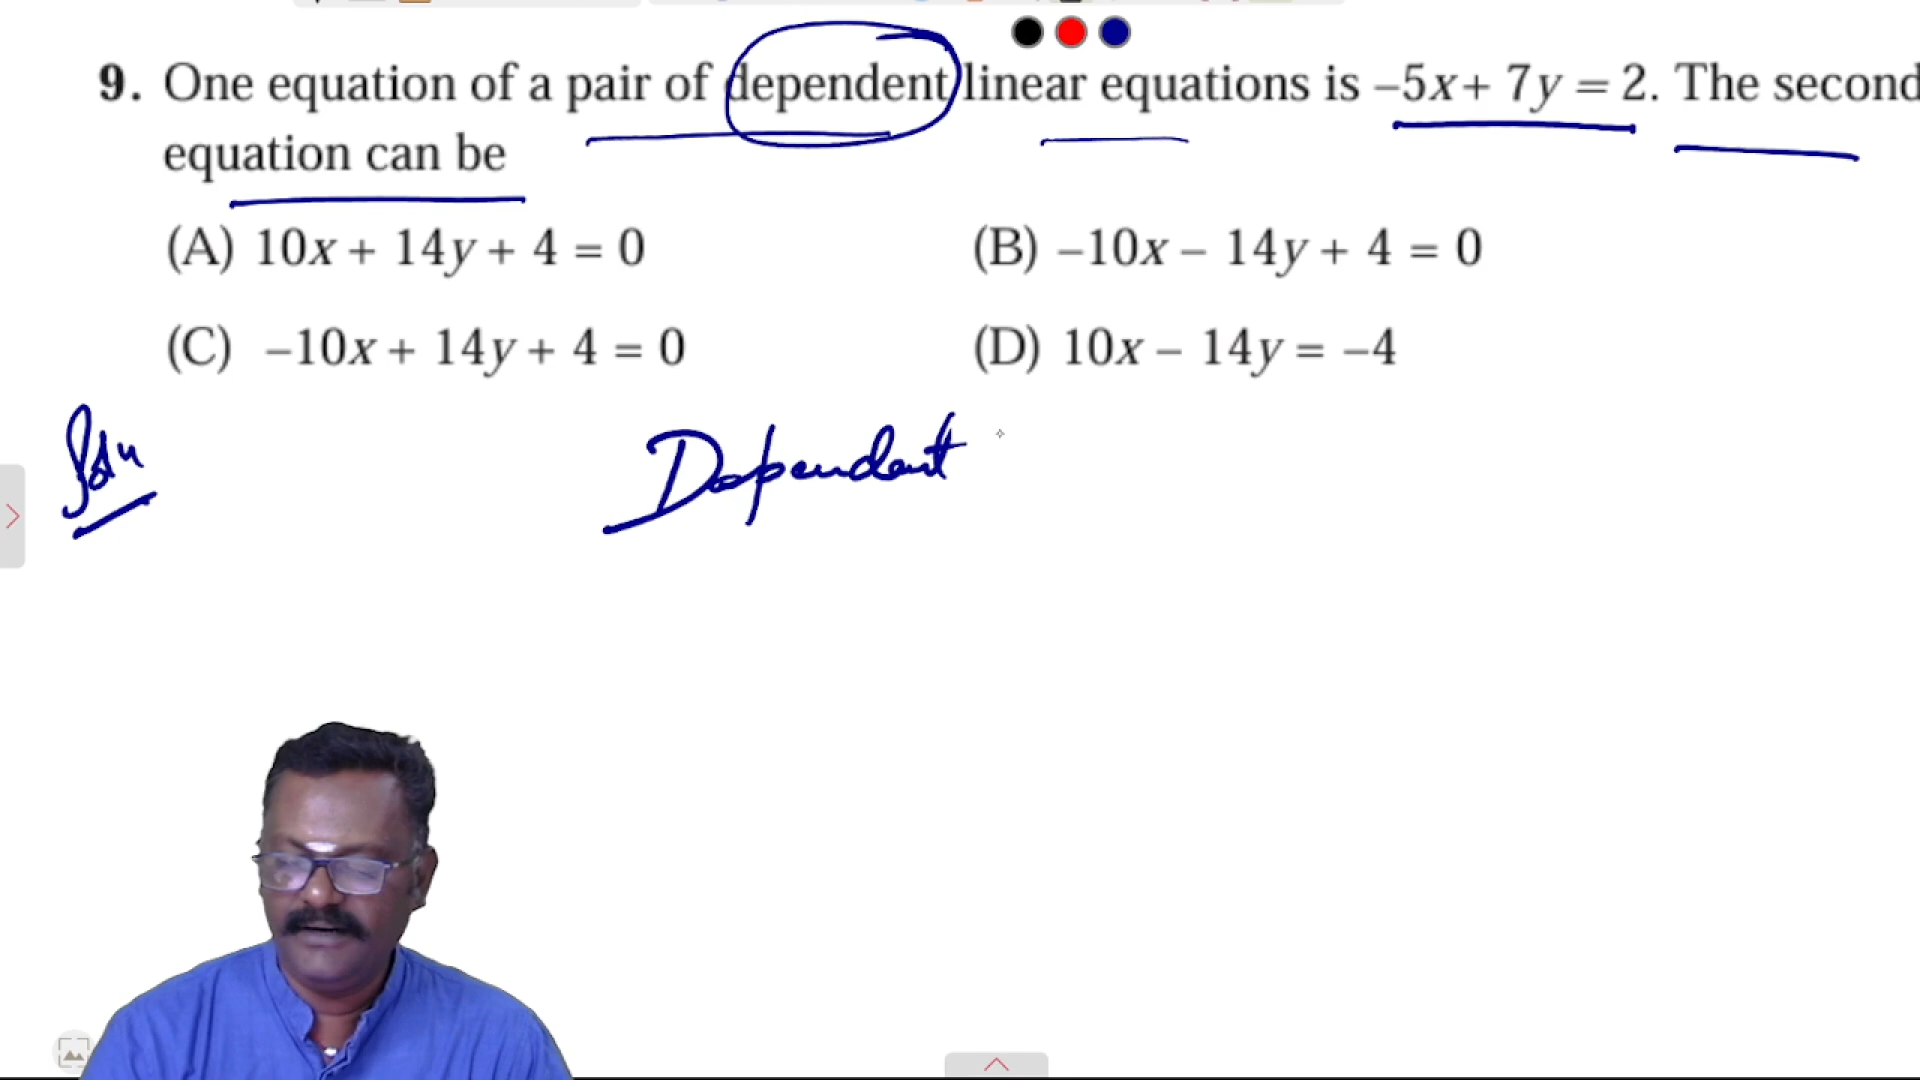 9. One equation of a pair of dependent linear equations is –5x+ 7y = 2. The second
equation can be
(A) 10x + 14y + 4 = 0 (B) –10x – 14y + 4 = 0
(C) –10x + 14y + 4 = 0 (D) 10x – 14y = –4
Soln Dependent